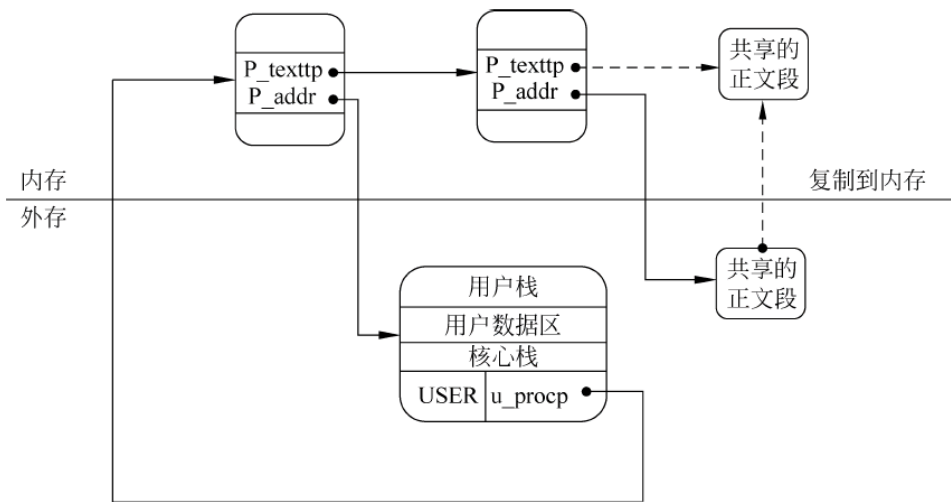 P_texttp
P_addr
P_texttp
P_addr
共享的
正文段
内存
复制到内存
外存
共享的
正文段
用户栈
用户数据区
核心栈
USER
u_procp